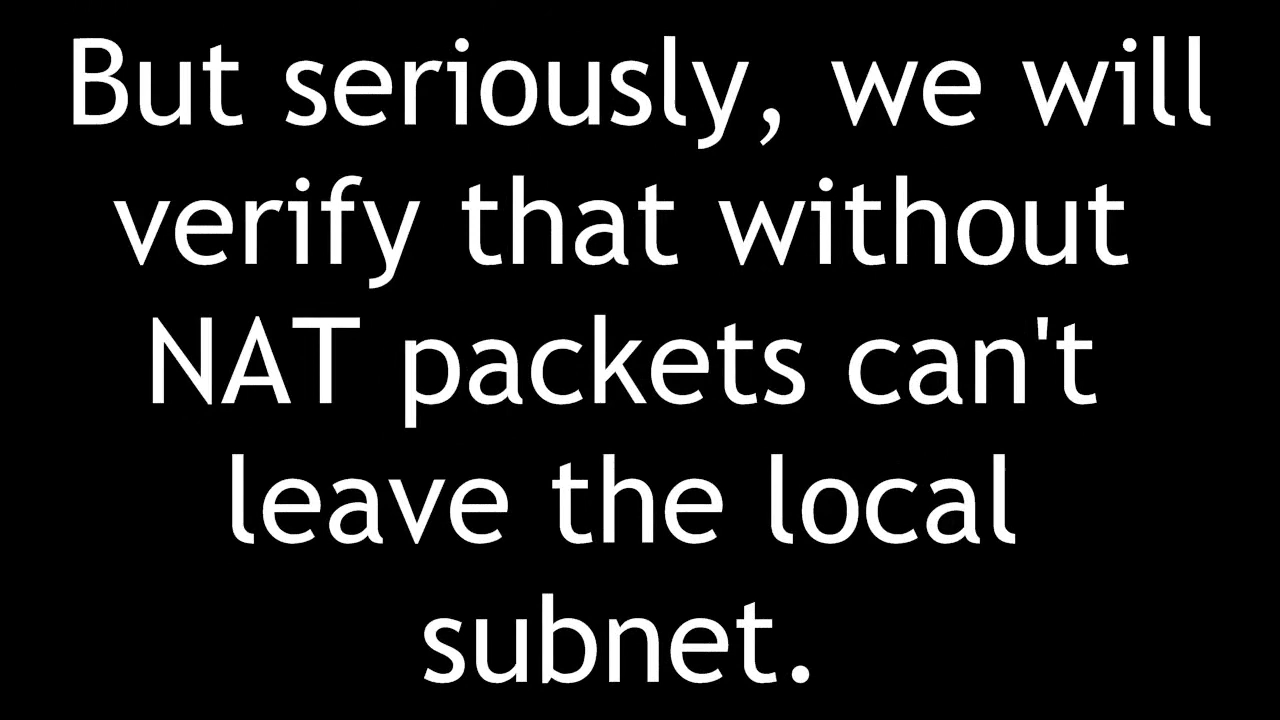 But seriously, we will
verify that without
NAT packets can't
leave the local
subnet.